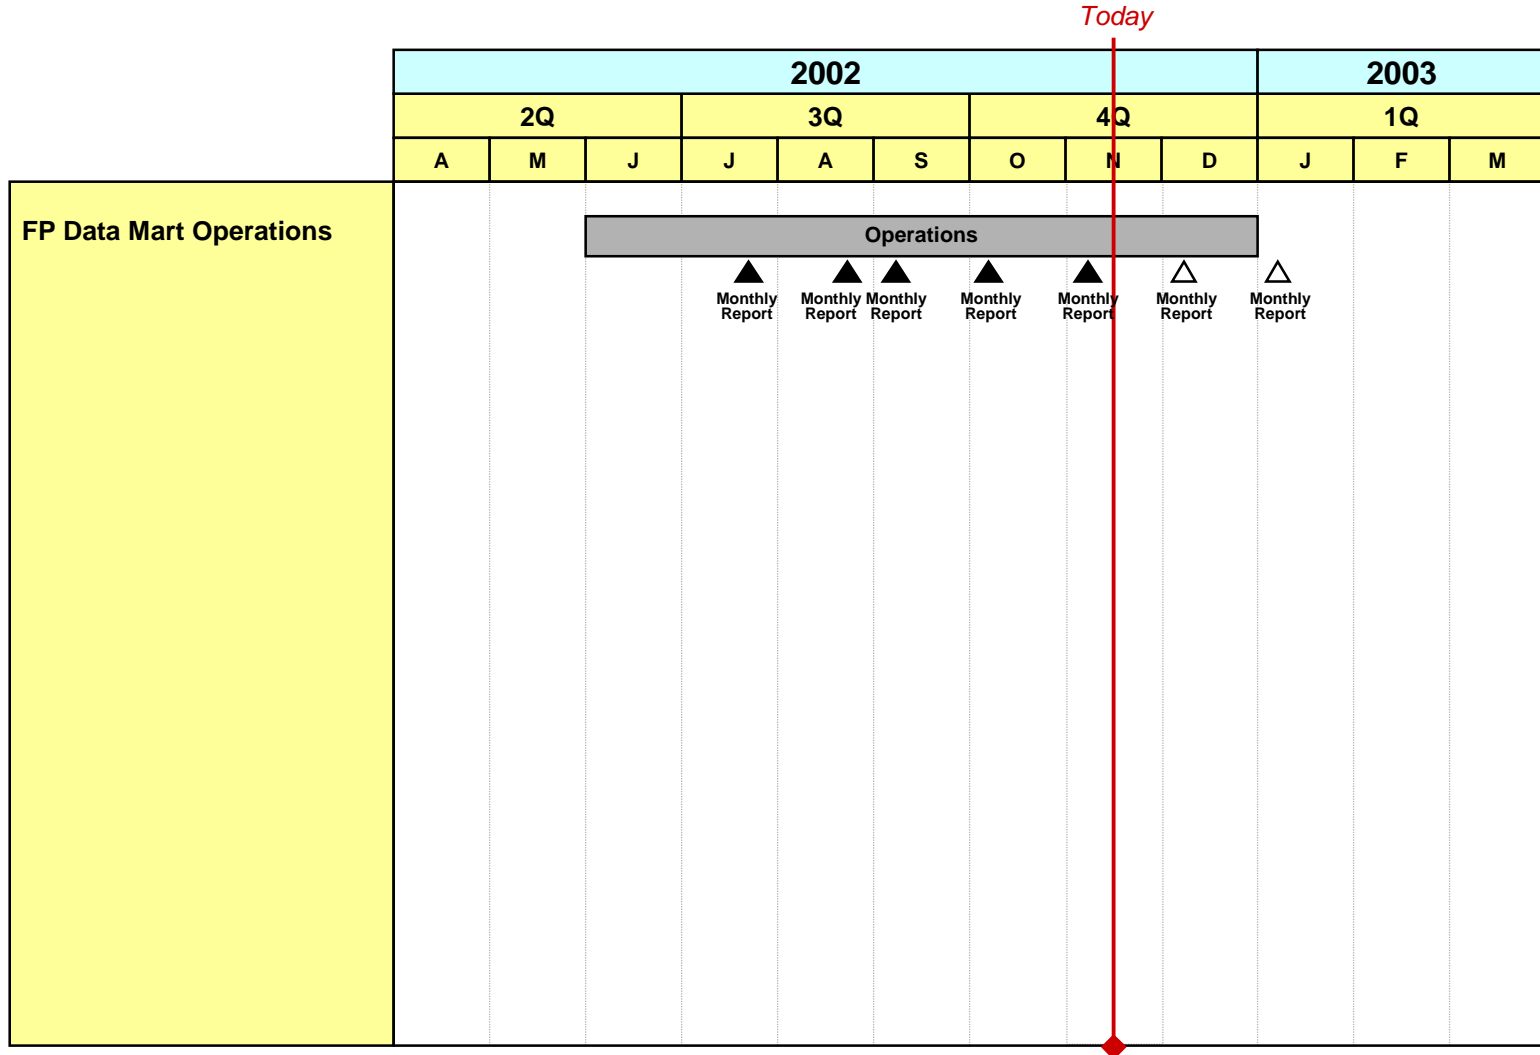 Today
2002 2003
2Q 3Q 4Q 1Q
A M J J A S O N D J F M
FP Data Mart Operations
Operations
Monthly Monthly Monthly Monthly Monthly Monthly Monthly
Report Report Report Report Report Report Report